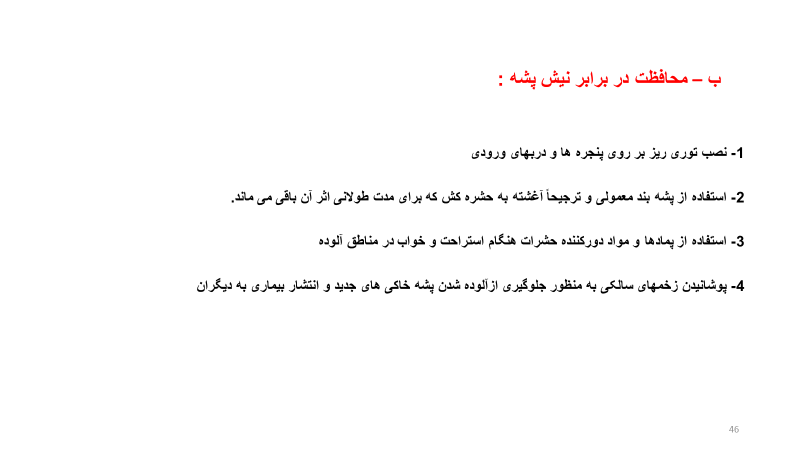 ب – محافظت در برابر نیش پشه :
1- نصب توری ریز بر روی پنجره ها و دربهای ورودی
2- استفاده از پشه بند معمولی و ترجیحاً آغشته به حشره کش که برای مدت طولانی اثر آن باقی می ماند.
3- استفاده از پمادها و مواد دورکننده حشرات هنگام استراحت و خواب در مناطق آلوده
4- پوشانیدن زخمهای سالکی به منظور جلوگیری ازآلوده شدن پشه خاکی های جدید و انتشار بیماری به دیگران
46